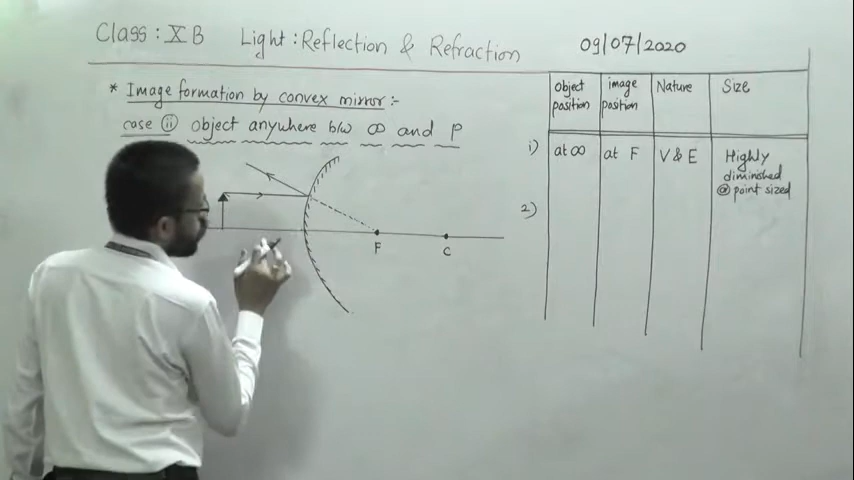 Class : X B Light : Reflection & Refraction 09/07/2020
* Image formation by convex mirror :-
case (ii) object anywhere b/w ∞ and P
object position
image position
Nature
Size
1) at ∞ at F V & E Highly diminished @ point sized
2)
F
C